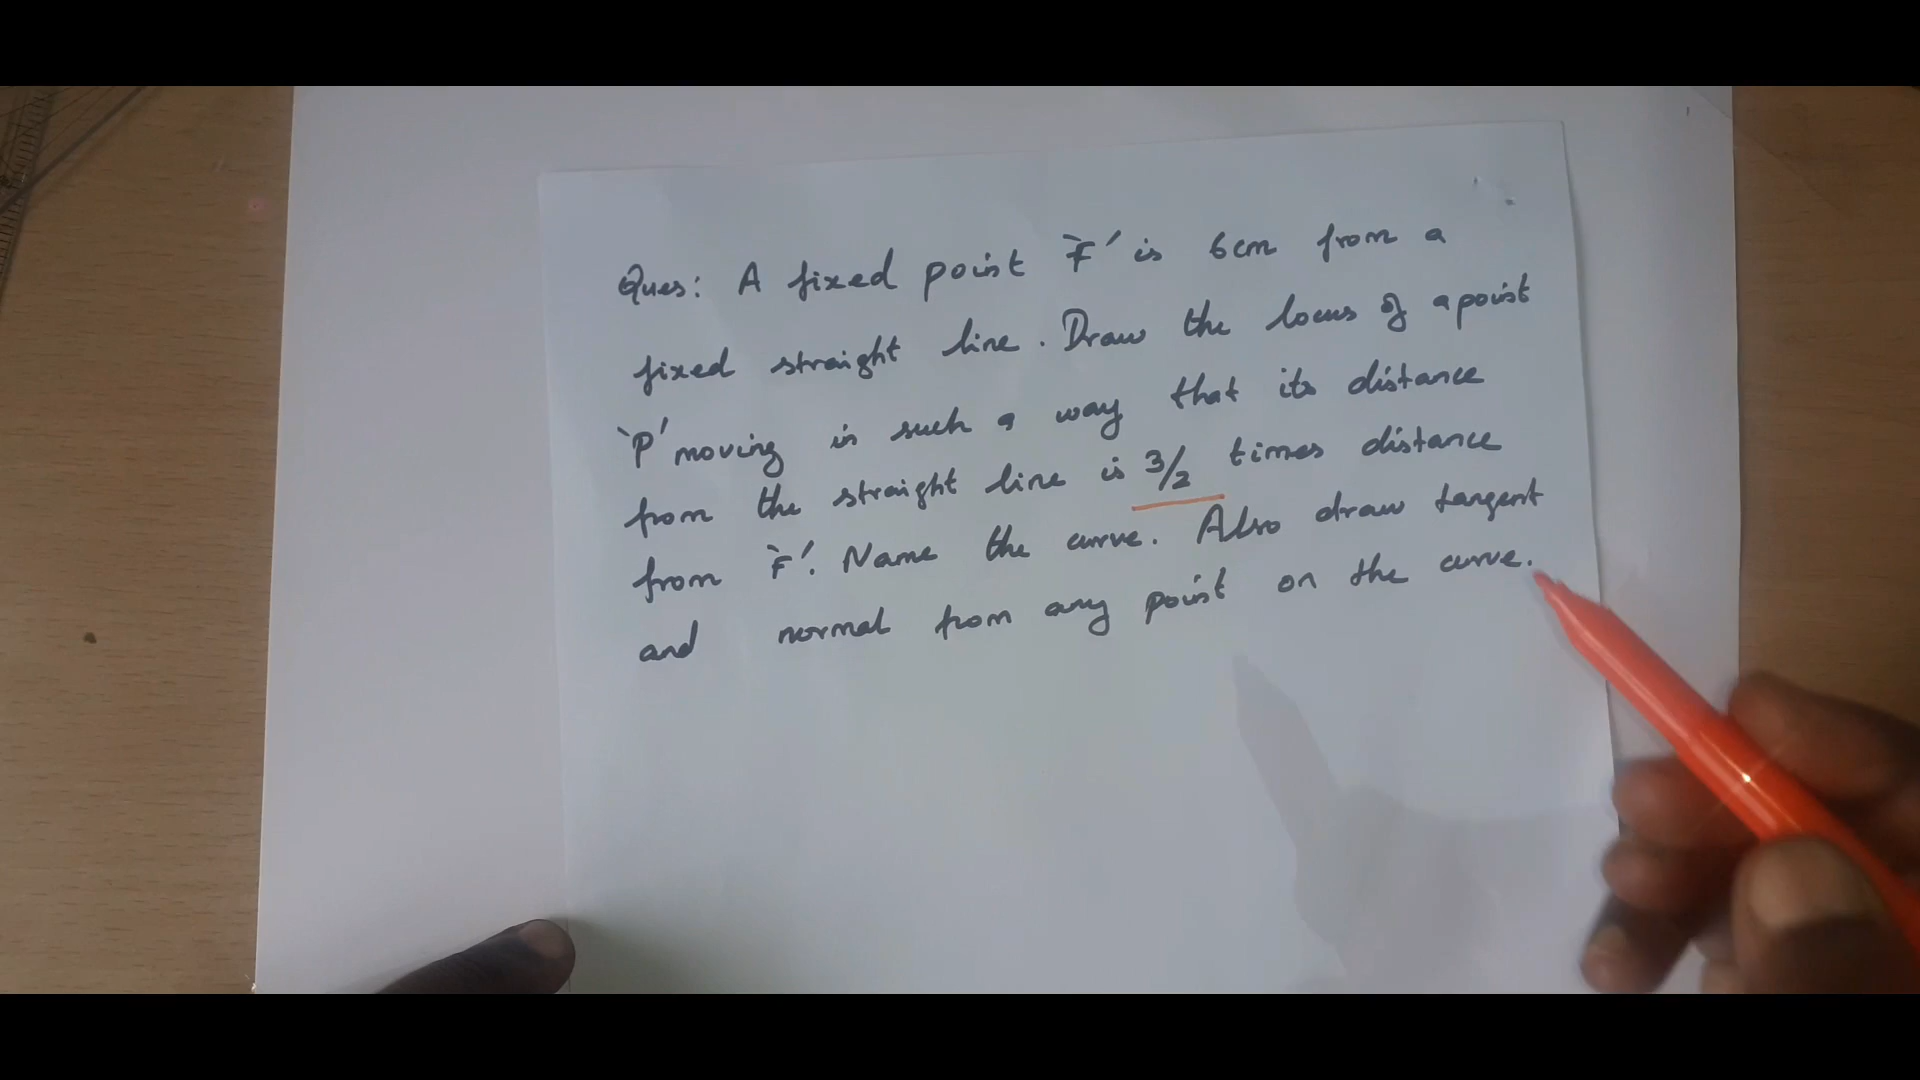 Ques: A fixed point `F' is 6cm from a
fixed straight line. Draw the locus of a point
`P' moving in such a way that its distance
from the straight line is 3/2 times distance
from `F'. Name the curve. Also draw tangent
and normal from any point on the curve.